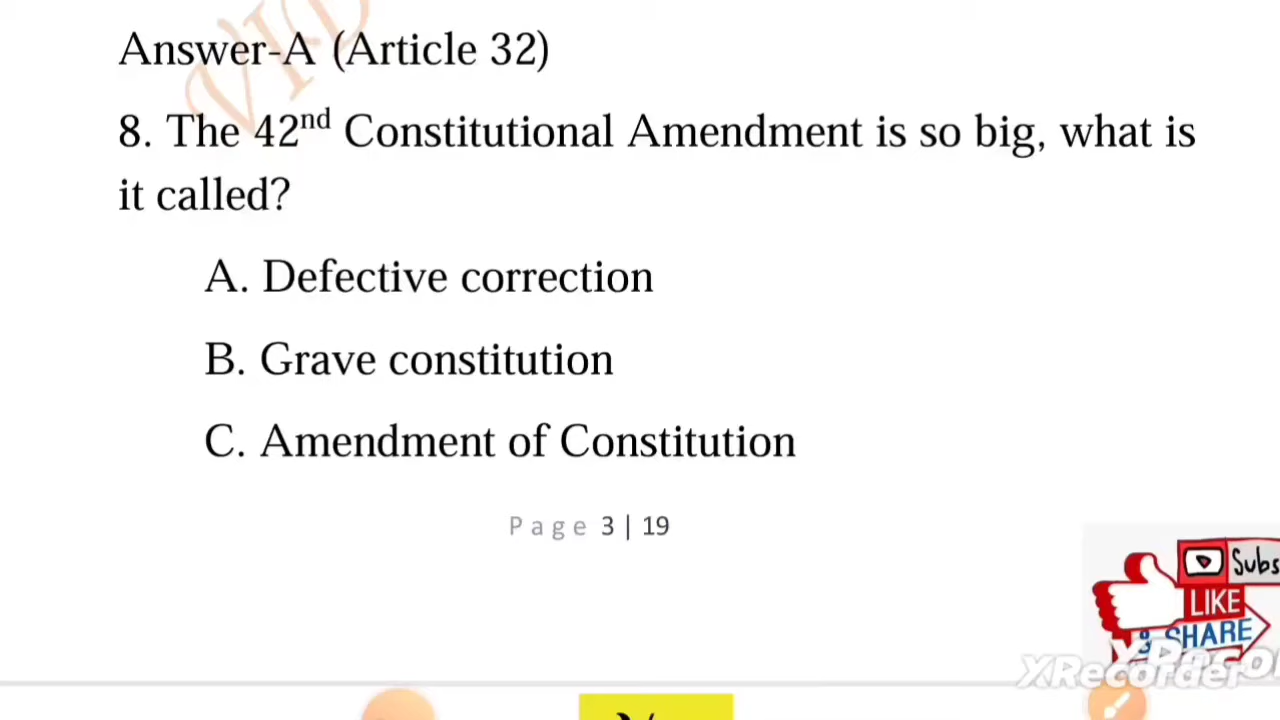 Answer-A (Article 32)
8. The 42nd Constitutional Amendment is so big, what is
it called?
A. Defective correction
B. Grave constitution
C. Amendment of Constitution
Page 3 | 19
Subs
LIKE
& SHARE
XRecorder